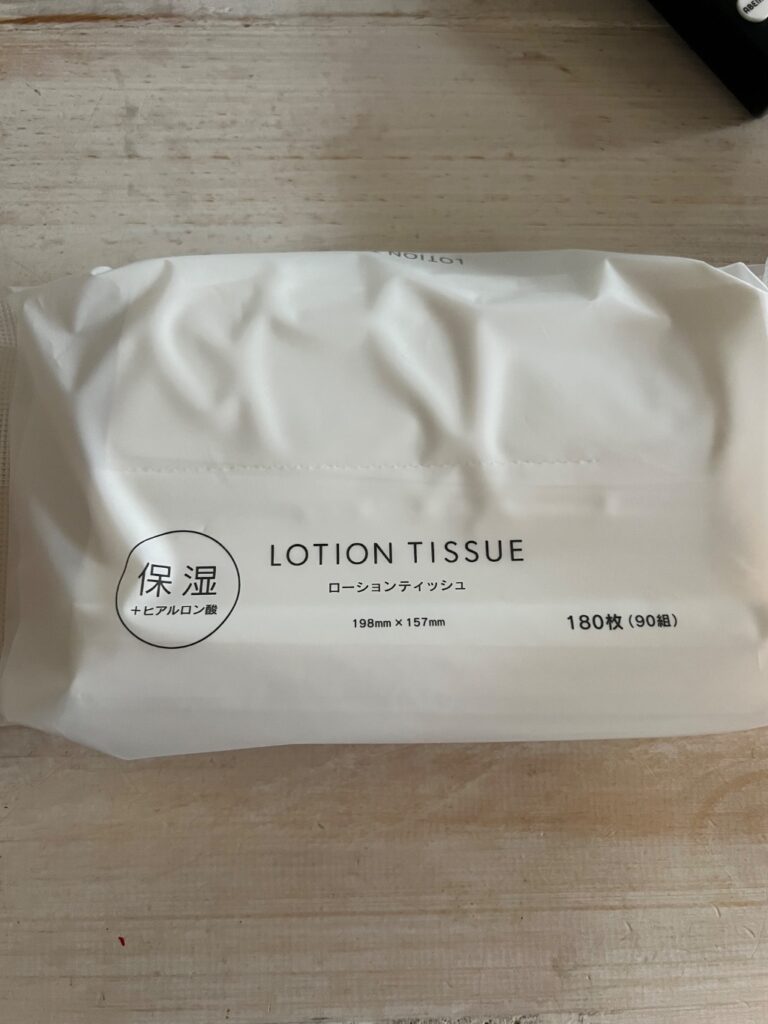 LOTION
保湿
+ヒアルロン酸
LOTION TISSUE
ローションティッシュ
198mm×157mm
180枚(90組)